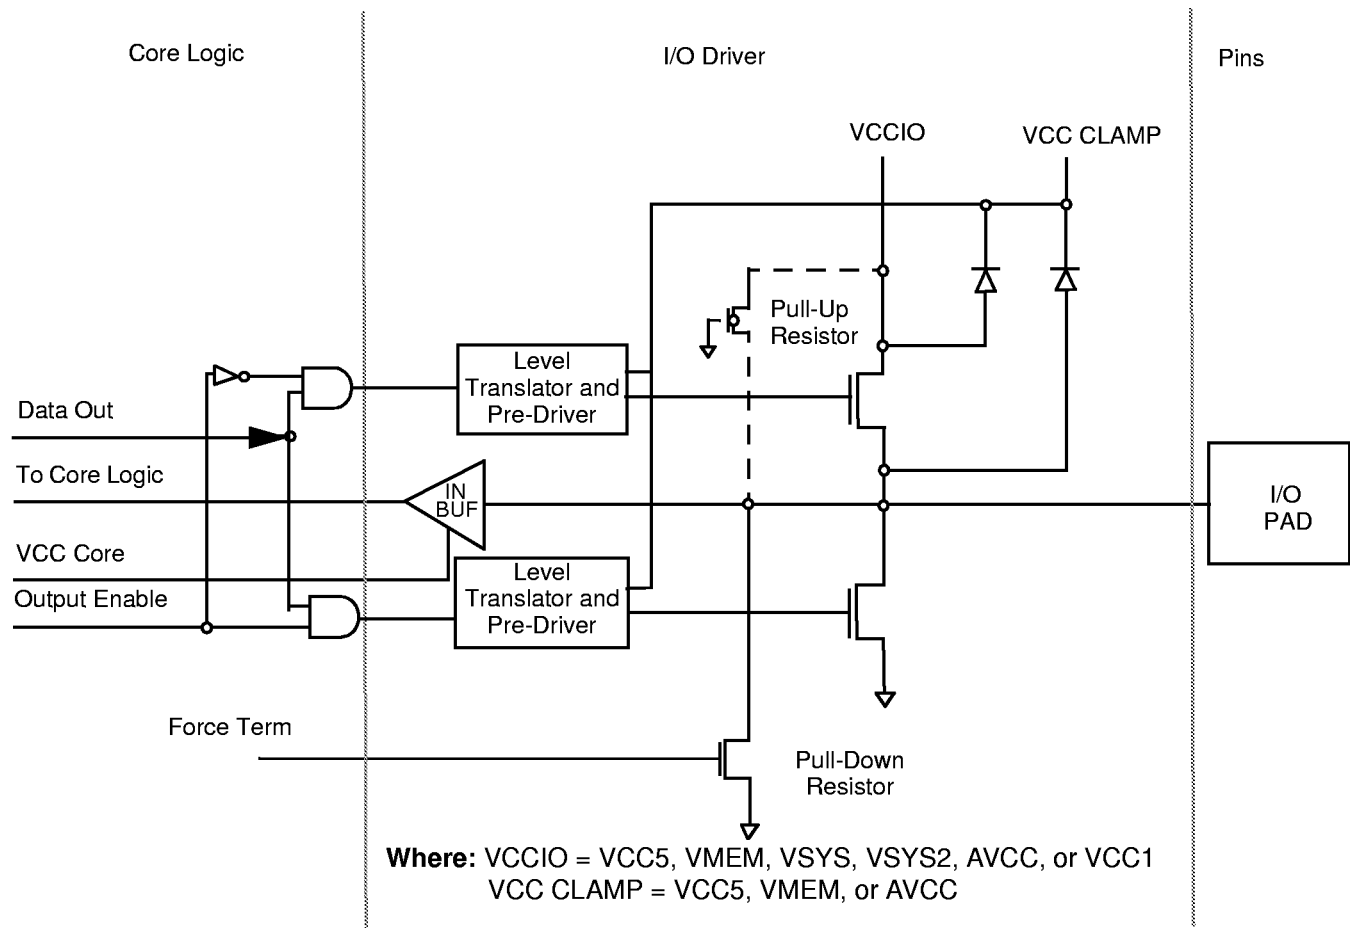 Core Logic
I/O Driver
Pins
VCCIO
VCC CLAMP
Pull-Up
Resistor
Level
Translator and
Pre-Driver
Data Out
To Core Logic
IN
BUF
I/O
PAD
VCC Core
Output Enable
Level
Translator and
Pre-Driver
Force Term
Pull-Down
Resistor
Where: VCCIO = VCC5, VMEM, VSYS, VSYS2, AVCC, or VCC1
VCC CLAMP = VCC5, VMEM, or AVCC